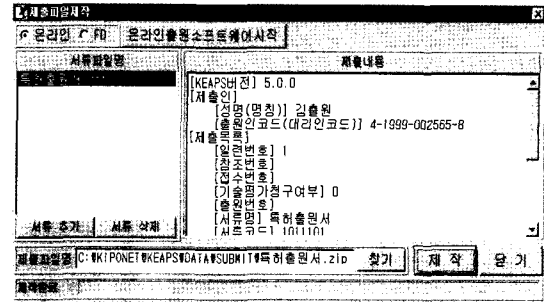 제출파일제작
온라인 FD 온라인출원소프트웨어시작
서류파일명
제출내용
[KEAPS버전] 5.0.0
[제출인]
[성명(명칭)] 김출원
[출원인코드(대리인코드)] 4-1999-002565-8
[제출목록]
[일련번호] 1
[참조번호]
[접수번호]
[기술평가청구여부] 0
[출원번호]
[서류명] 특허출원서
[서류코드] 1011101
서류 추가 서류 삭제
제출파일명 C:₩KIPONET₩KEAPS₩DATA₩SUBMIT₩특허출원서.zip 찾기 제 작 닫 기